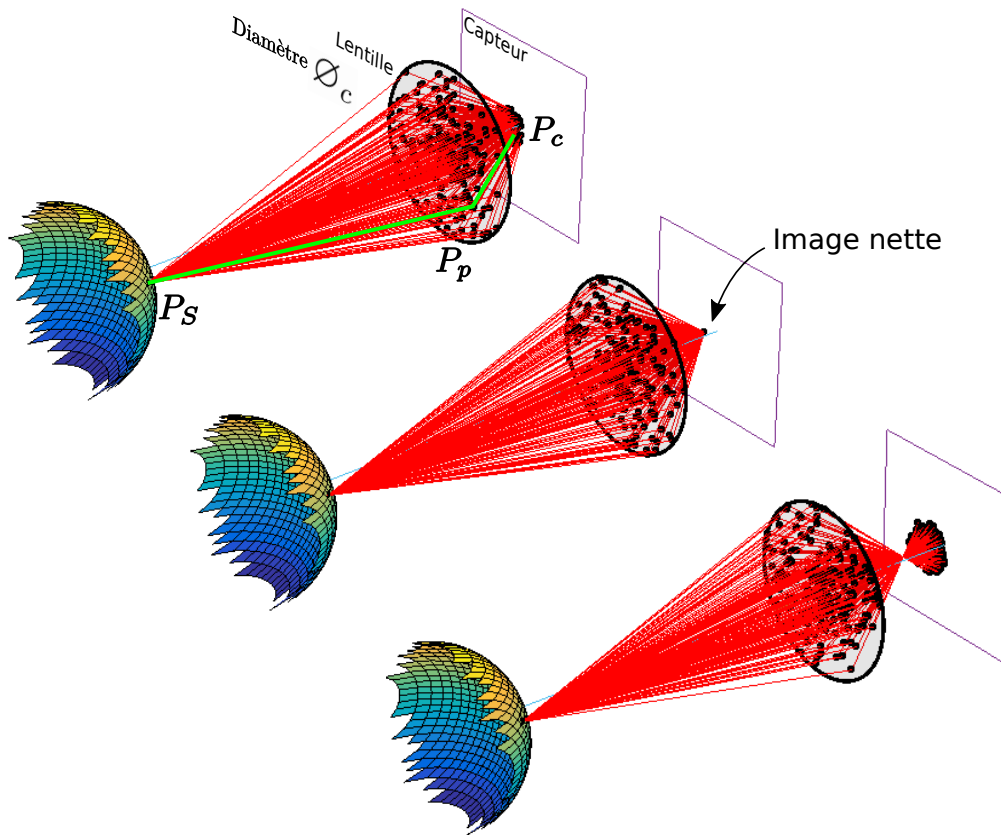 Diamètre ∅c
Lentille
Capteur
Pc
Pp
PS
Image nette